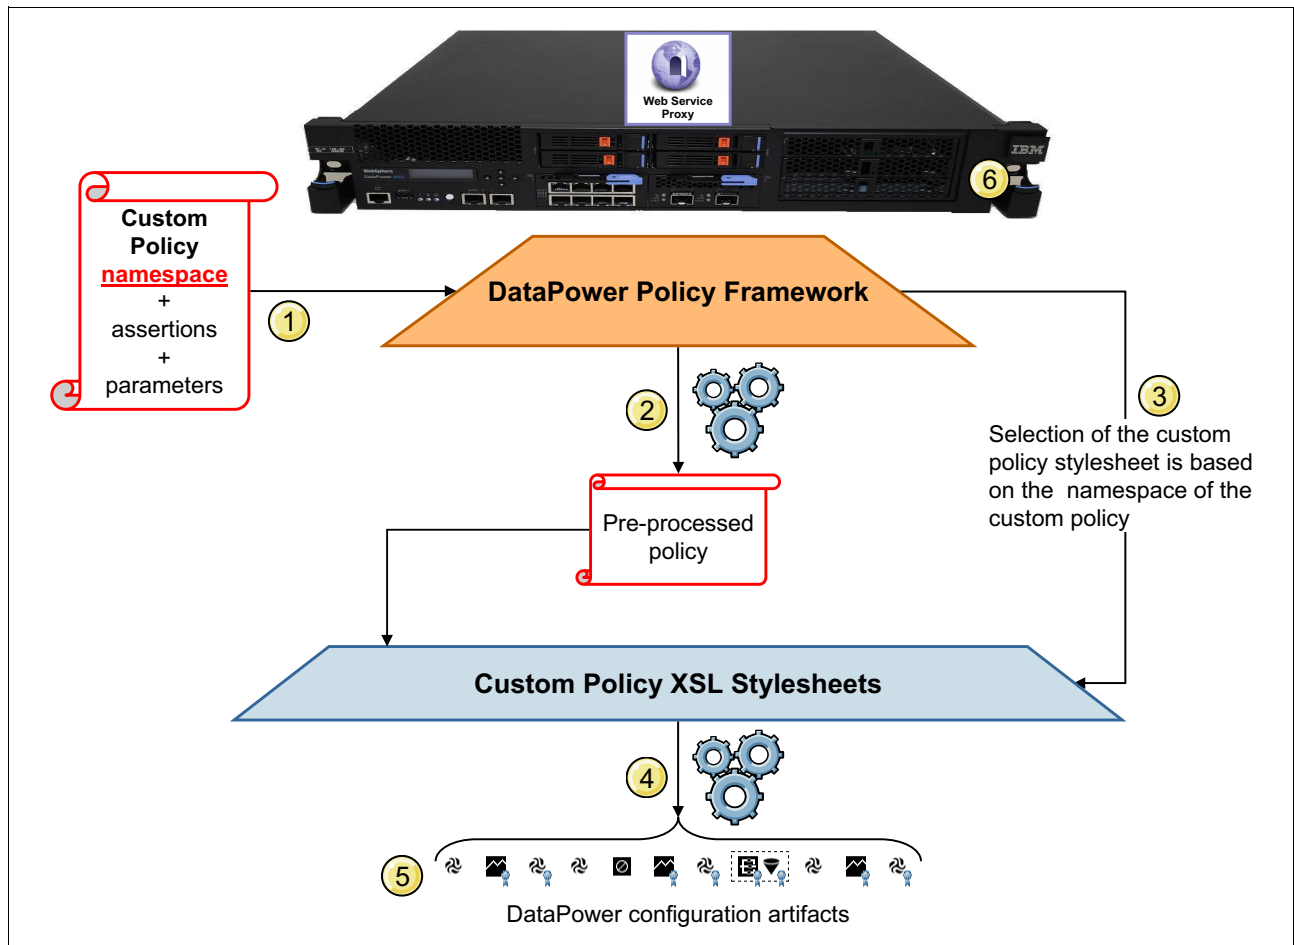 Web Service
Proxy
IBM
WebSphere
DataPower
6
Custom
Policy
namespace
+
assertions
+
parameters
1
DataPower Policy Framework
2
3
Selection of the custom
policy stylesheet is based
on the namespace of the
custom policy
Pre-processed
policy
Custom Policy XSL Stylesheets
4
5
DataPower configuration artifacts